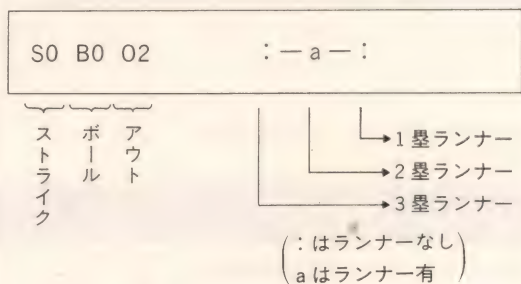 S0 B0 O2 :－a－:
ストライク
ボール
アウト
1塁ランナー
2塁ランナー
3塁ランナー
:はランナーなし
aはランナー有